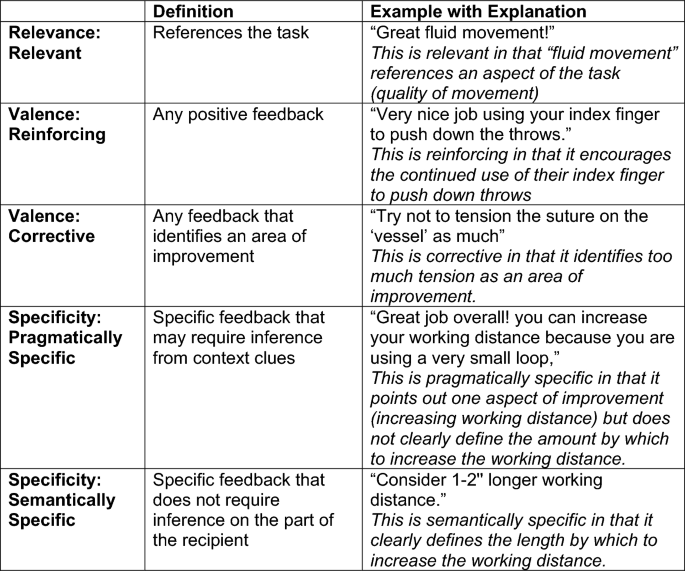 Definition
Example with Explanation
Relevance:
Relevant
References the task
“Great fluid movement!”
This is relevant in that “fluid movement”
references an aspect of the task
(quality of movement)
Valence:
Reinforcing
Any positive feedback
“Very nice job using your index finger
to push down the throws.”
This is reinforcing in that it encourages
the continued use of their index finger
to push down throws
Valence:
Corrective
Any feedback that
identifies an area of
improvement
“Try not to tension the suture on the
‘vessel’ as much”
This is corrective in that it identifies too
much tension as an area of
improvement.
Specificity:
Pragmatically
Specific
Specific feedback that
may require inference
from context clues
“Great job overall! you can increase
your working distance because you are
using a very small loop,”
This is pragmatically specific in that it
points out one aspect of improvement
(increasing working distance) but does
not clearly define the amount by which
to increase the working distance.
Specificity:
Semantically
Specific
Specific feedback that
does not require
inference on the part of
the recipient
“Consider 1-2" longer working
distance.”
This is semantically specific in that it
clearly defines the length by which to
increase the working distance.